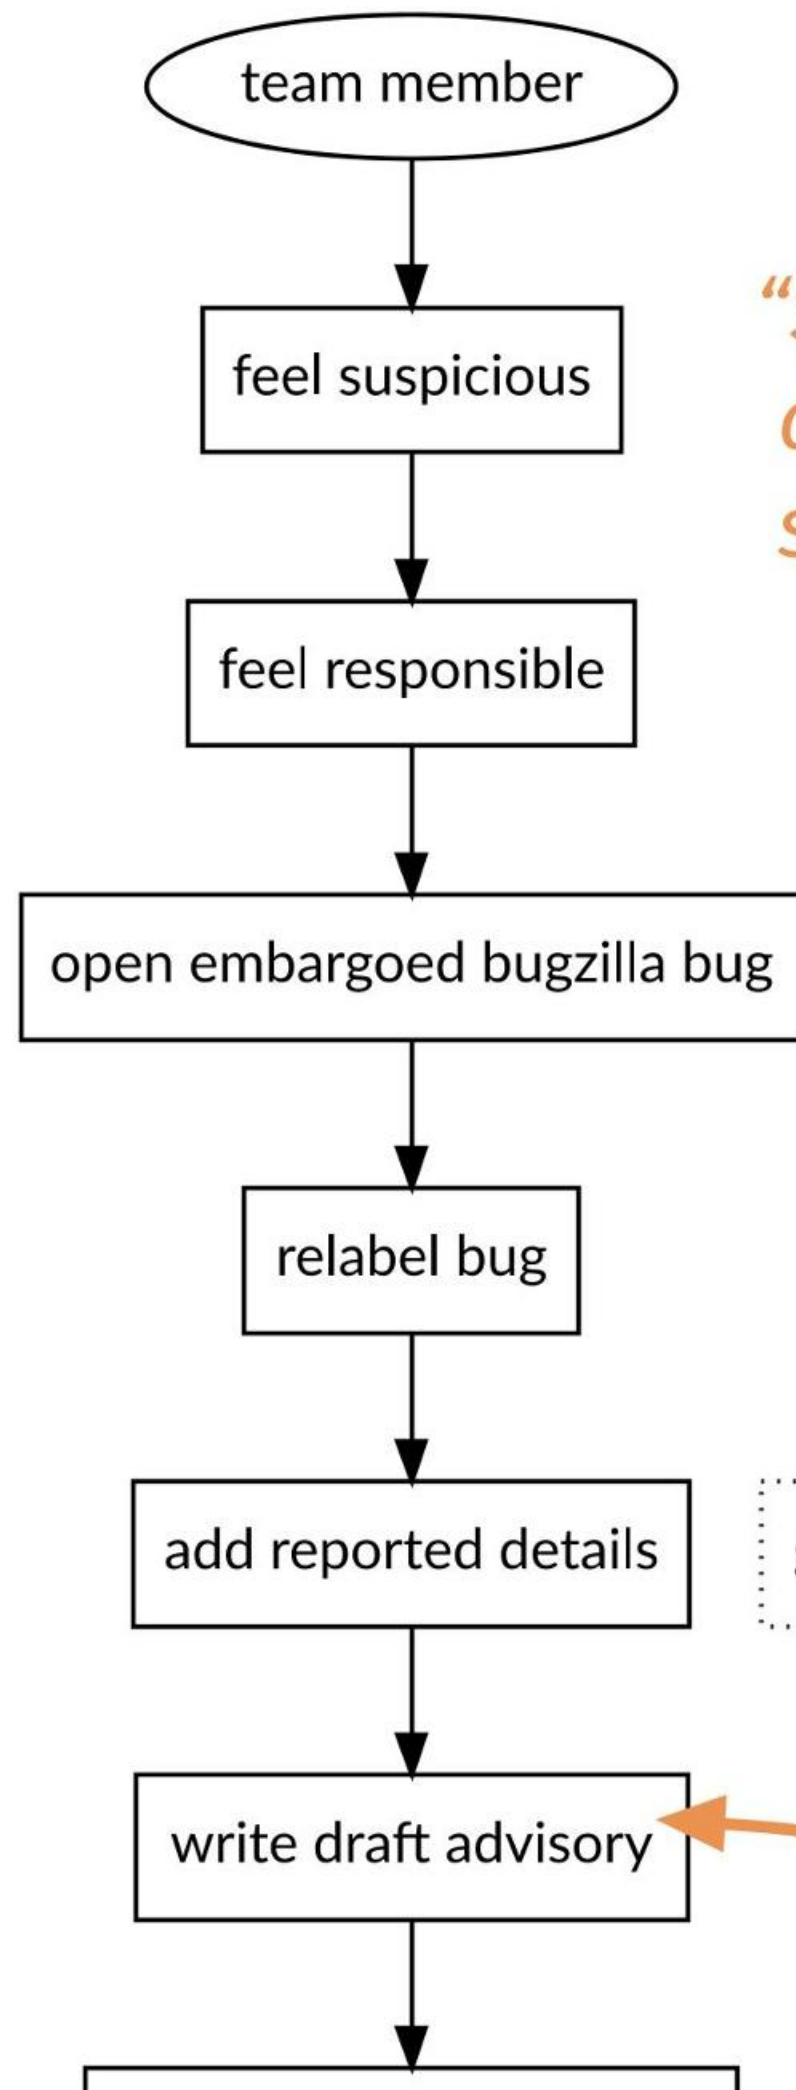 team member
feel suspicious
feel responsible
open embargoed bugzilla bug
relabel bug
add reported details
write draft advisory